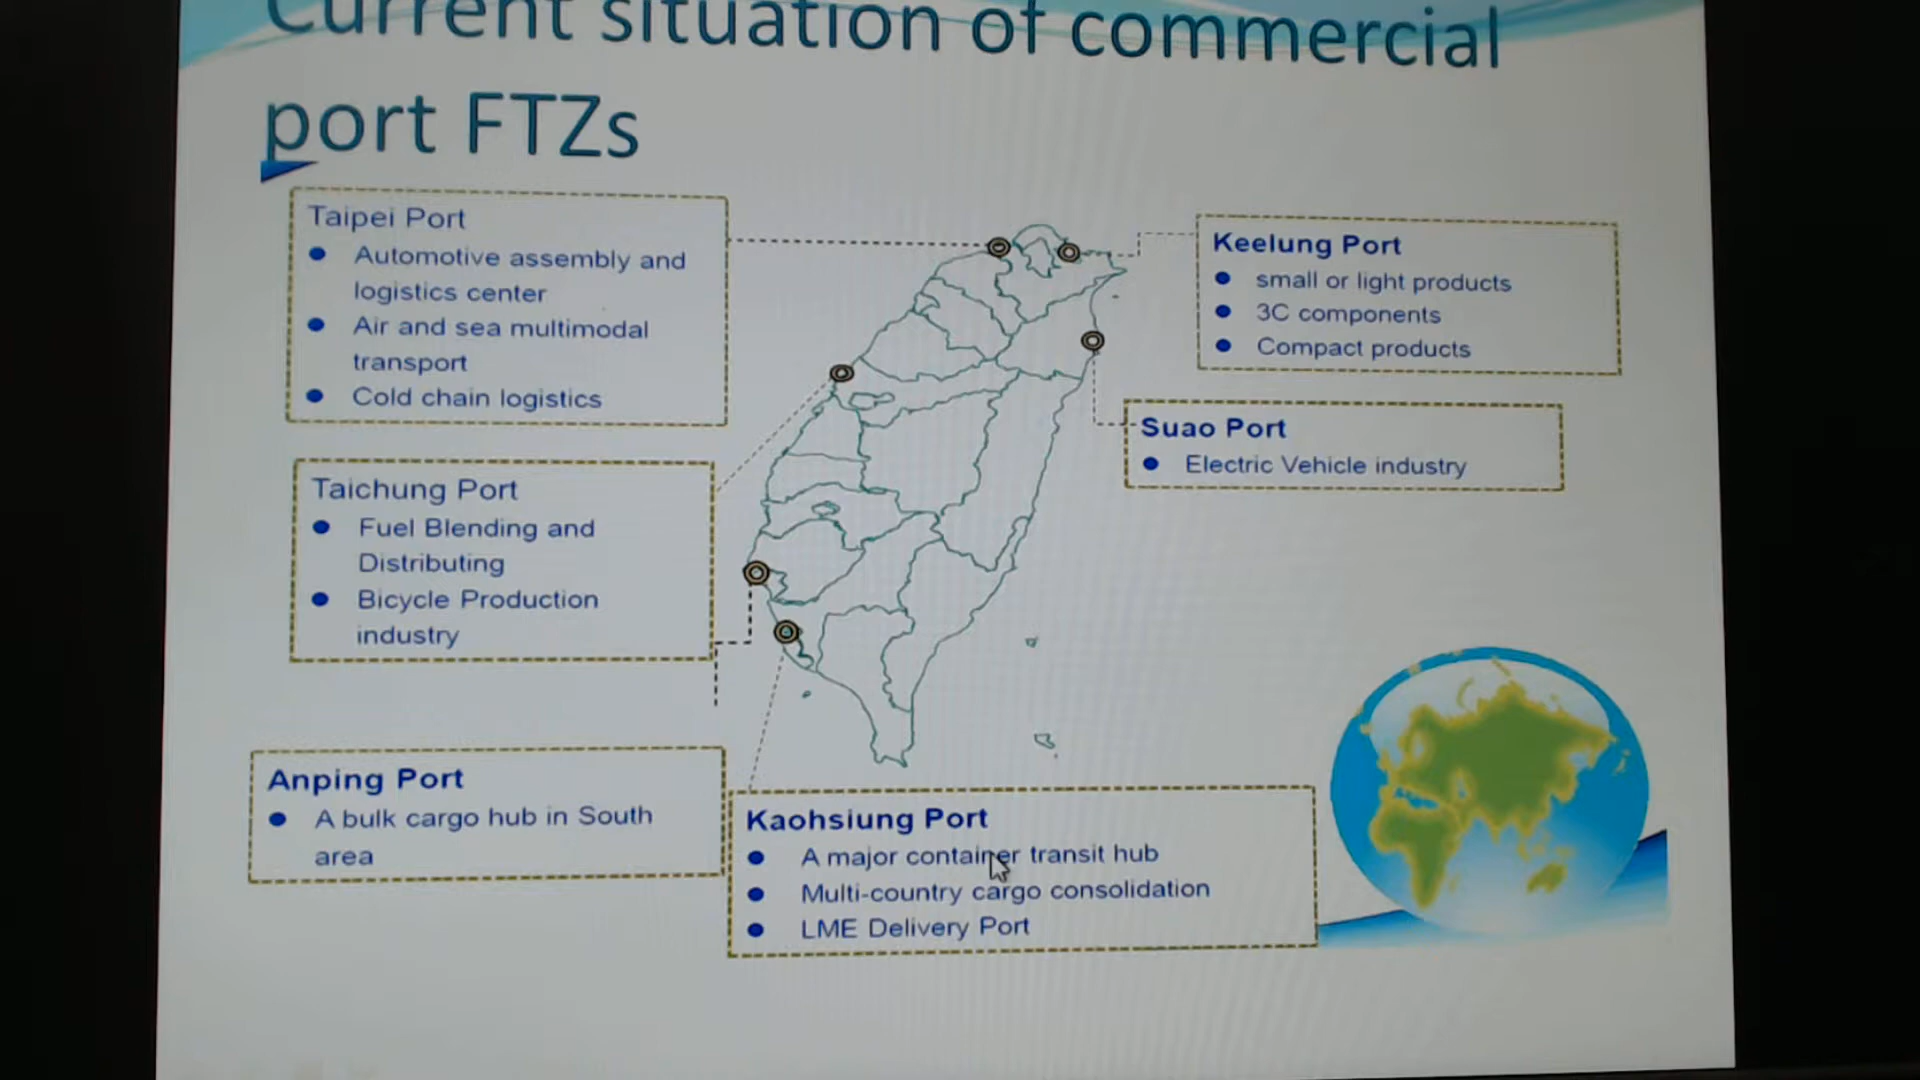 Current situation of commercial
port FTZs
Taipei Port
Automotive assembly and
logistics center
Air and sea multimodal
transport
Cold chain logistics
Keelung Port
small or light products
3C components
Compact products
Suao Port
Electric Vehicle industry
Taichung Port
Fuel Blending and
Distributing
Bicycle Production
industry
Anping Port
A bulk cargo hub in South
area
Kaohsiung Port
A major container transit hub
Multi-country cargo consolidation
LME Delivery Port